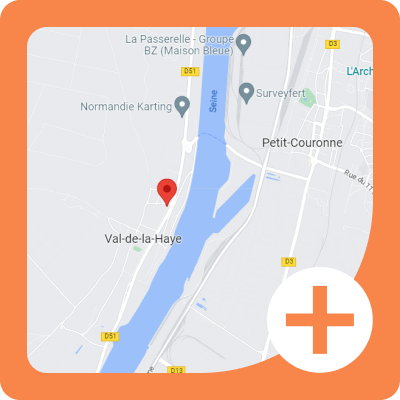 La Passerelle - Groupe
BZ (Maison Bleue)
D3
D51
L'Arch
Seine
Surveyfert
Normandie Karting
Petit-Couronne
Rue du 11
Val-de-la-Haye
D3
D51
D13